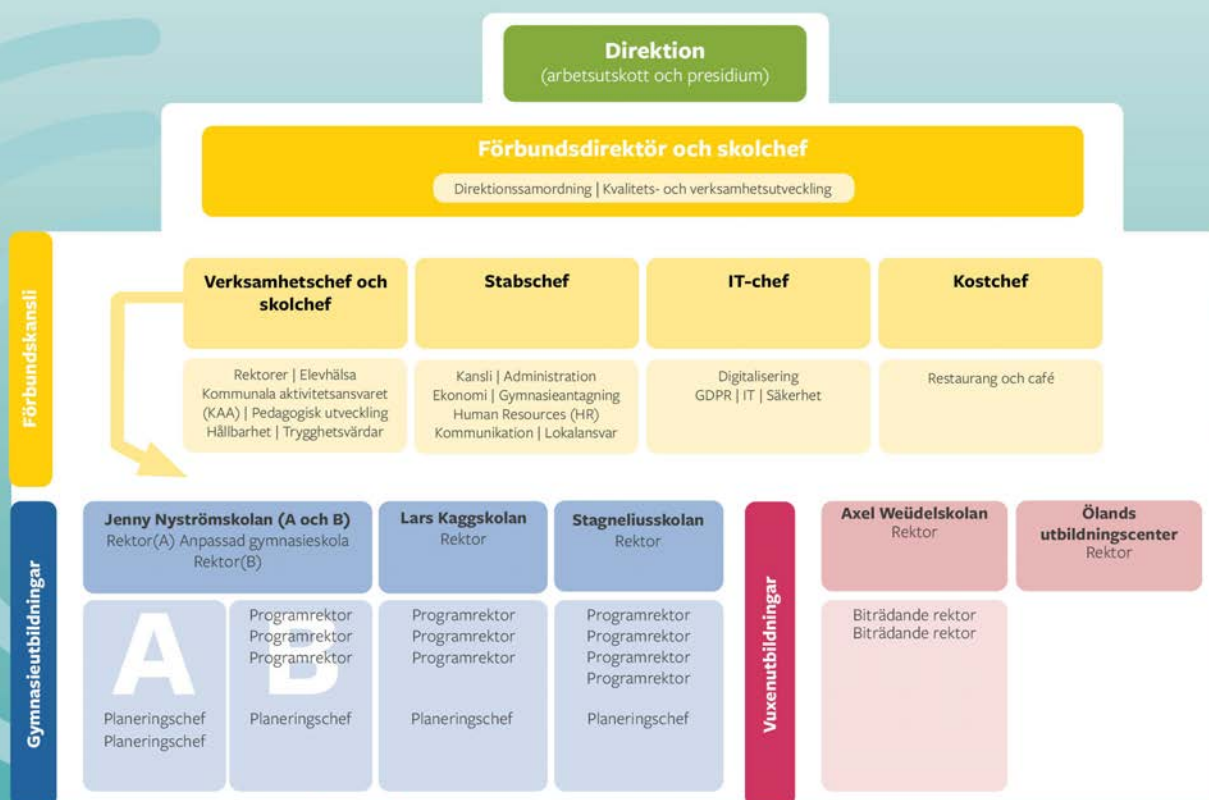 Direktion
(arbetsutskott och presidium)
Förbundsdirektör och skolchef
Direktionssamordning | Kvalitets- och verksamhetsutveckling
Förbundskansli
Verksamhetschef och
skolchef
Rektorer | Elevhälsa
Kommunala aktivitetsansvaret
(KAA) | Pedagogisk utveckling
Hållbarhet | Trygghetsvärdar
Stabschef
Kansli | Administration
Ekonomi | Gymnasieantagning
Human Resources (HR)
Kommunikation | Lokalansvar
IT-chef
Digitalisering
GDPR | IT | Säkerhet
Kostchef
Restaurang och café
Gymnasieutbildningar
Jenny Nyströmskolan (A och B)
Rektor(A) Anpassad gymnasieskola
Rektor(B)
A
Planeringschef
Planeringschef
B
Programrektor
Programrektor
Programrektor
Planeringschef
Lars Kaggskolan
Rektor
Programrektor
Programrektor
Programrektor
Planeringschef
Stagneliusskolan
Rektor
Programrektor
Programrektor
Programrektor
Programrektor
Planeringschef
Vuxenutbildningar
Axel Weüdelskolan
Rektor
Biträdande rektor
Biträdande rektor
Ölands
utbildningscenter
Rektor